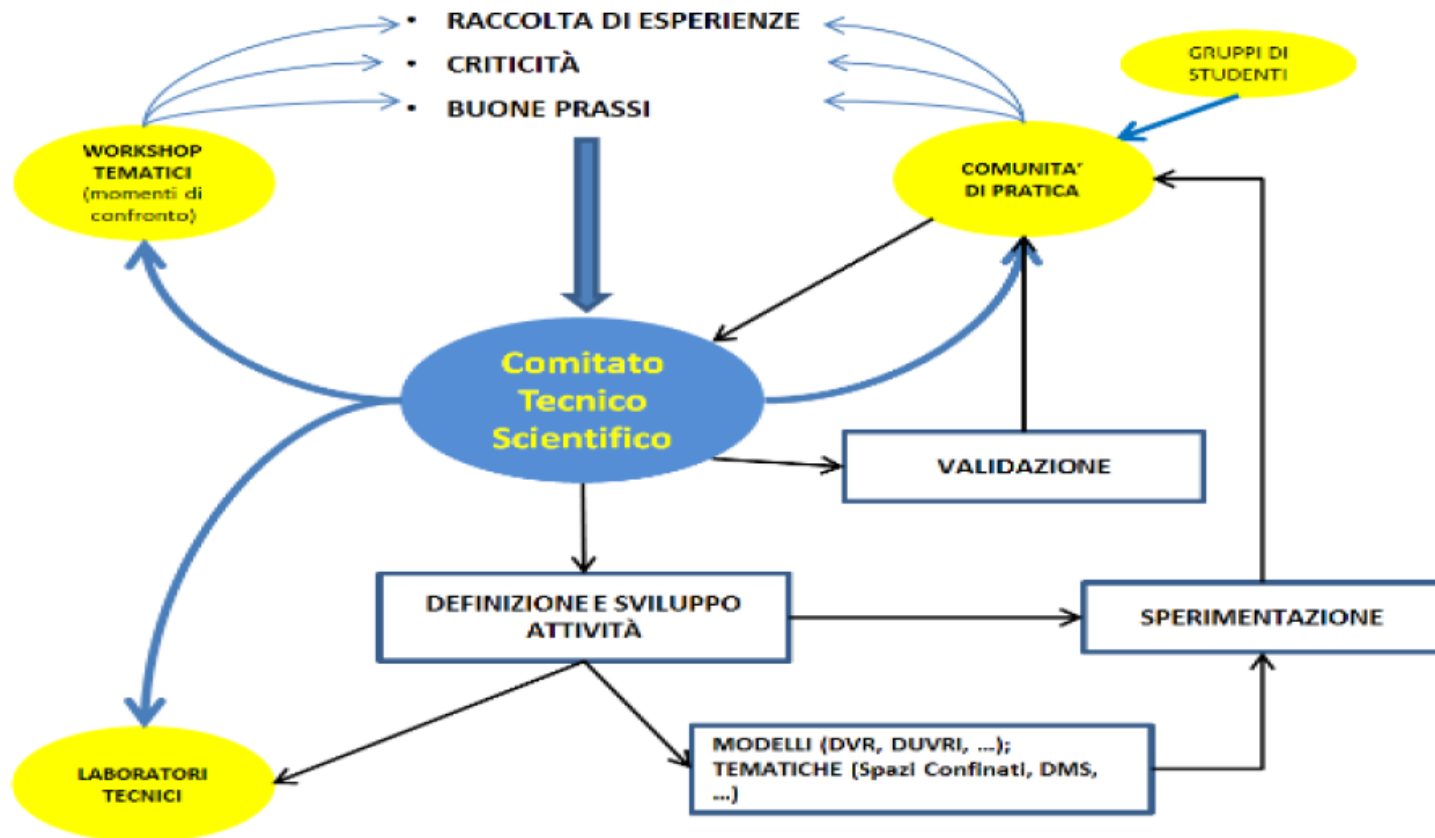 • RACCOLTA DI ESPERIENZE
• CRITICITÀ
• BUONE PRASSI
GRUPPI DI
STUDENTI
WORKSHOP
TEMATICI
(momenti di
confronto)
COMUNITA’
DI PRATICA
Comitato
Tecnico
Scientifico
VALIDAZIONE
DEFINIZIONE E SVILUPPO
ATTIVITÀ
SPERIMENTAZIONE
MODELLI (DVR, DUVRI, ...);
TEMATICHE (Spazi Confinati, DMS,
...)
LABORATORI
TECNICI